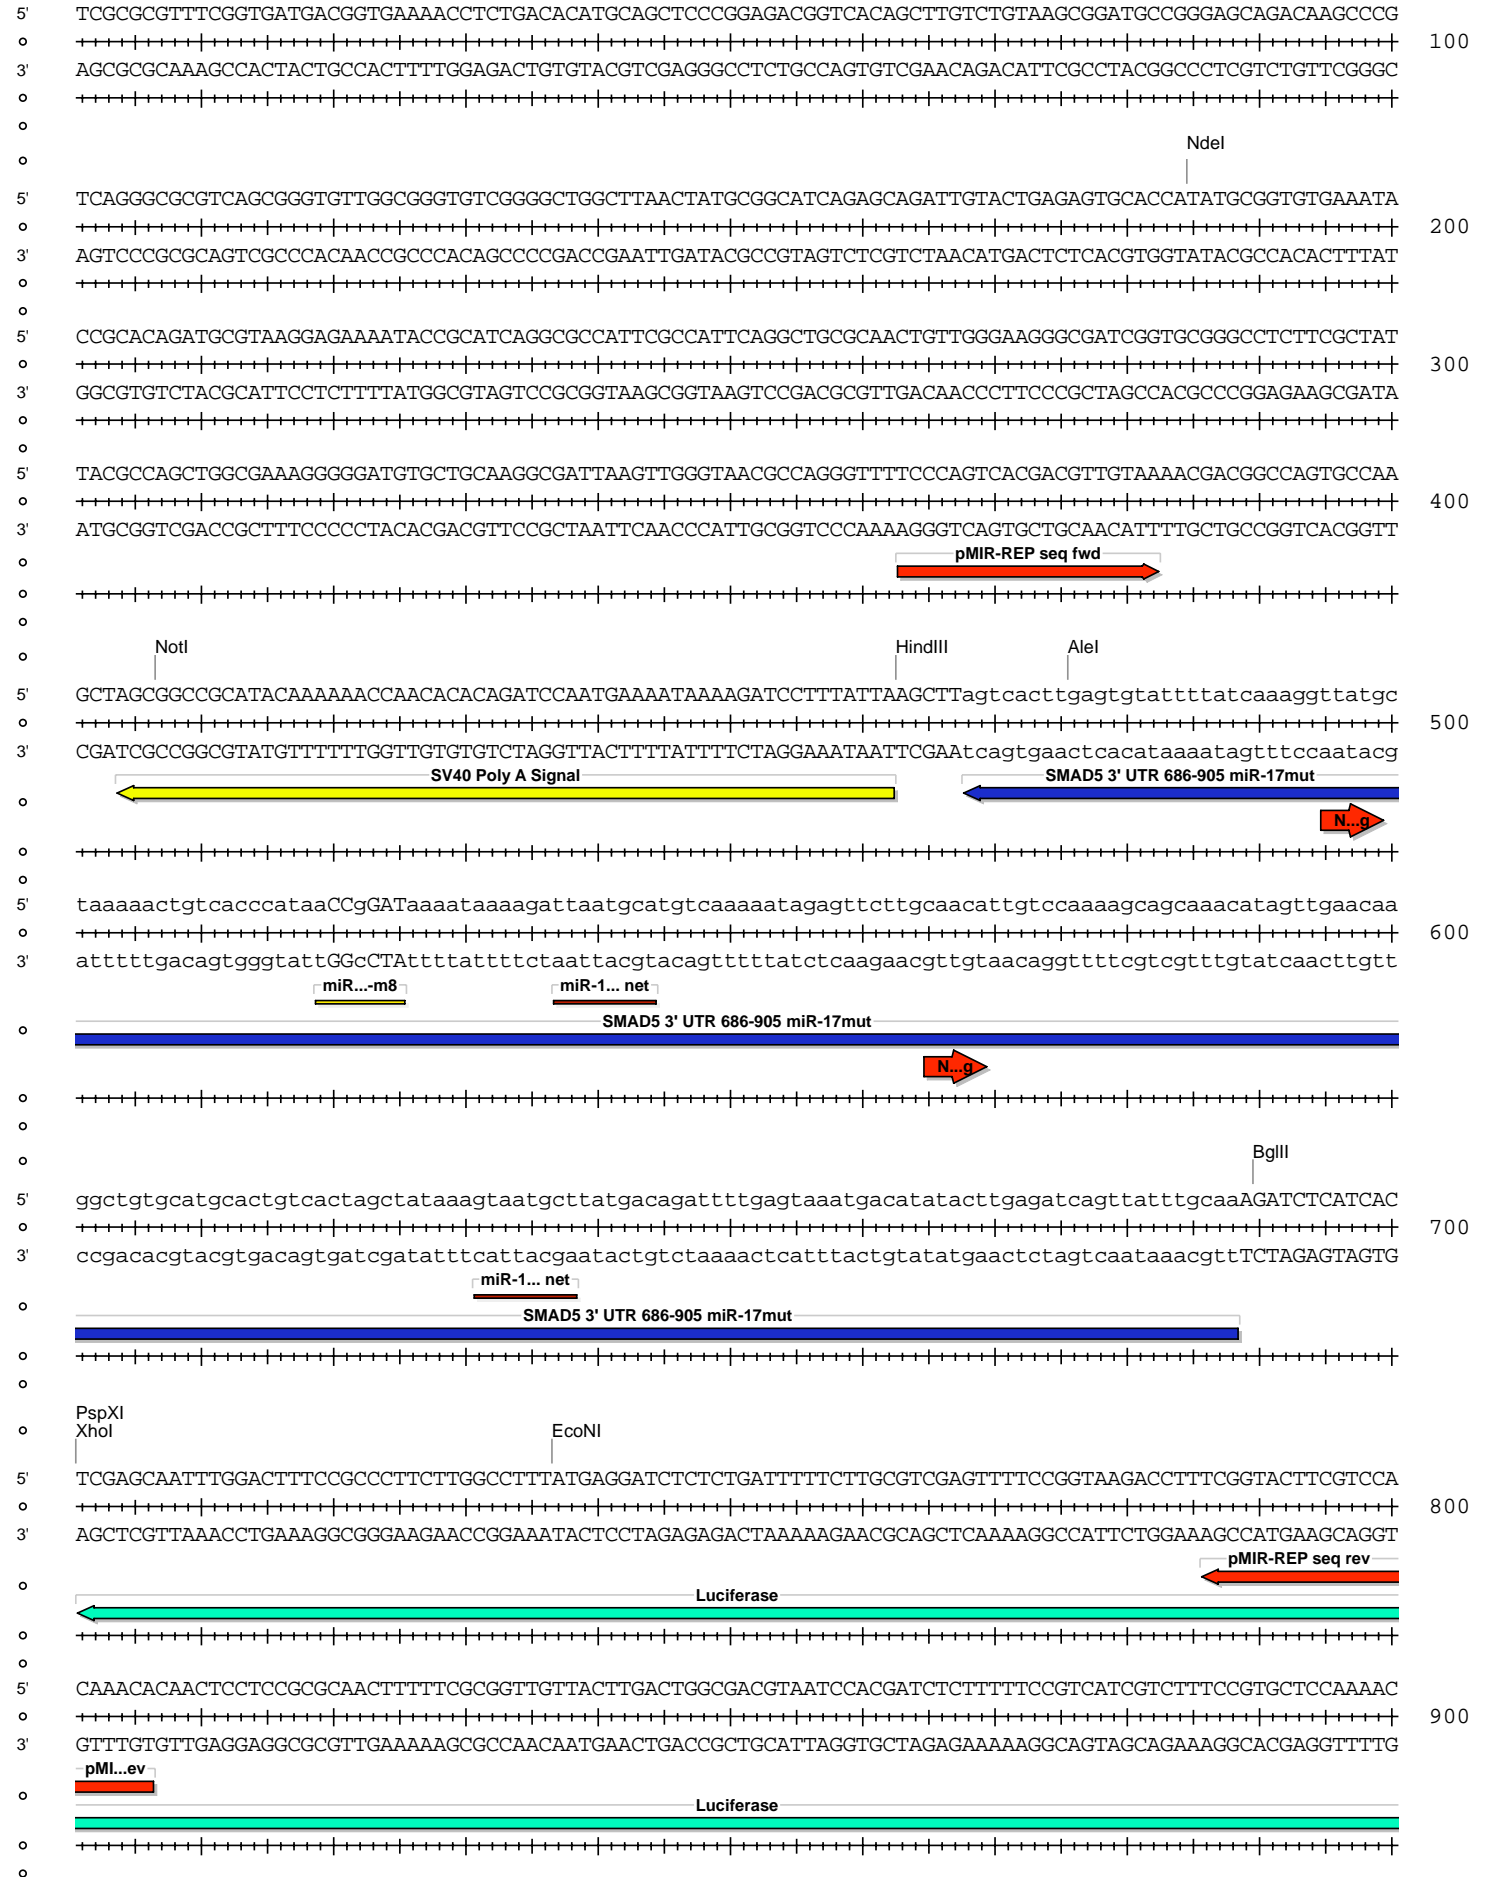 5' TCGCGCGTTTCGGTGATGACGGTGAAAACCTCTGACACATGCAGCTCCCGGAGACGGTCACAGCTTGTCTGTAAGCGGATGCCGGGAGCAGACAAGCCCG
100
3' AGCGCGCAAAGCCACTACTGCCACTTTTGGAGACTGTGTACGTCGAGGGCCTCTGCCAGTGTCGAACAGACATTCGCCTACGGCCCTCGTCTGTTCGGGC
NdeI
5' TCAGGGCGCGTCAGCGGGTGTTGGCGGGTGTCGGGGCTGGCTTAACTATGCGGCATCAGAGCAGATTGTACTGAGAGTGCACCATATGCGGTGTGAAATA
200
3' AGTCCCGCGCAGTCGCCCACAACCGCCCACAGCCCCGACCGAATTGATACGCCGTAGTCTCGTCTAACATGACTCTCACGTGGTATACGCCACACTTTAT
5' CCGCACAGATGCGTAAGGAGAAAATACCGCATCAGGCGCCATTCGCCATTCAGGCTGCGCAACTGTTGGGAAGGGCGATCGGTGCGGGCCTCTTCGCTAT
300
3' GGCGTGTCTACGCATTCCTCTTTTATGGCGTAGTCCGCGGTAAGCGGTAAGTCCGACGCGTTGACAACCCTTCCCGCTAGCCACGCCCGGAGAAGCGATA
5' TACGCCAGCTGGCGAAAGGGGGATGTGCTGCAAGGCGATTAAGTTGGGTAACGCCAGGGTTTTCCCAGTCACGACGTTGTAAAACGACGGCCAGTGCCAA
400
3' ATGCGGTCGACCGCTTTCCCCCTACACGACGTTCCGCTAATTCAACCCATTGCGGTCCCAAAAGGGTCAGTGCTGCAACATTTTGCTGCCGGTCACGGTT
pMIR-REP seq fwd
NotI HindIII AleI
5' GCTAGCGGCCGCATACAAAAAACCAACACACAGATCCAATGAAAATAAAAGATCCTTTATTAAGCTTagtcacttgagtgtattttatcaaaggttatgc
500
3' CGATCGCCGGCGTATGTTTTTTGGTTGTGTGTCTAGGTTACTTTTATTTTCTAGGAAATAATTCGAAtcagtgaactcacataaaatagtttccaatacg
SV40 Poly A Signal SMAD5 3' UTR 686-905 miR-17mut
N...g
5' taaaaactgtcacccataaCCgGATaaaataaaagattaatgcatgtcaaaaatagagttcttgcaacattgtccaaaagcagcaaacatagttgaacaa
600
3' atttttgacagtgggtattGGcCTAttttattttctaattacgtacagtttttatctcaagaacgttgtaacaggttttcgtcgtttgtatcaacttgtt
miR...-m8 miR-1... net
SMAD5 3' UTR 686-905 miR-17mut
N...g
BglII
5' ggctgtgcatgcactgtcactagctataaagtaatgcttatgacagattttgagtaaatgacatatacttgagatcagttatttgcaaAGATCTCATCAC
700
3' ccgacacgtacgtgacagtgatcgatatttcattacgaatactgtctaaaactcatttactgtatatgaactctagtcaataaacgttTCTAGAGTAGTG
miR-1... net
SMAD5 3' UTR 686-905 miR-17mut
PspXI
XhoI EcoNI
5' TCGAGCAATTTGGACTTTCCGCCCTTCTTGGCCTTTATGAGGATCTCTCTGATTTTTCTTGCGTCGAGTTTTCCGGTAAGACCTTTCGGTACTTCGTCCA
800
3' AGCTCGTTAAACCTGAAAGGCGGGAAGAACCGGAAATACTCCTAGAGAGACTAAAAAGAACGCAGCTCAAAAGGCCATTCTGGAAAGCCATGAAGCAGGT
pMIR-REP seq rev
Luciferase
5' CAAACACAACTCCTCCGCGCAACTTTTTCGCGGTTGTTACTTGACTGGCGACGTAATCCACGATCTCTTTTTCCGTCATCGTCTTTCCGTGCTCCAAAAC
900
3' GTTTGTGTTGAGGAGGCGCGTTGAAAAAGCGCCAACAATGAACTGACCGCTGCATTAGGTGCTAGAGAAAAAGGCAGTAGCAGAAAGGCACGAGGTTTTG
pMI...ev
Luciferase